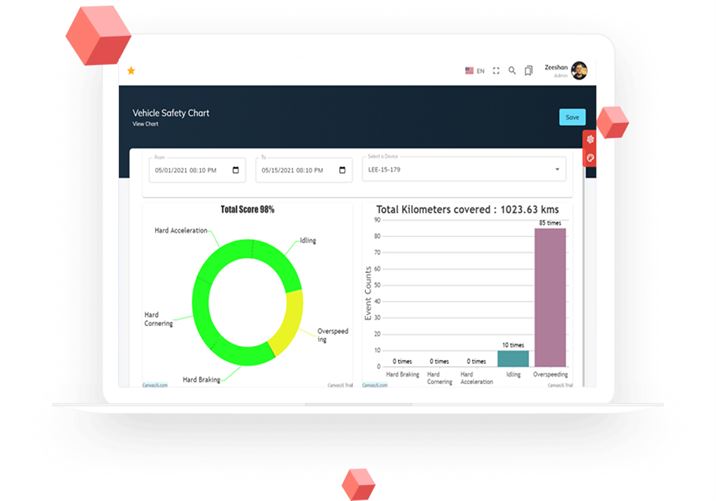 EN
Zeeshan
Admin
Vehicle Safety Chart
View Chart
Save
From
05/01/2021 08:10 PM
To
05/15/2021 08:10 PM
Select a Device
LEE-15-179
Total Score 98%
Hard Acceleration
Idling
Hard
Cornering
Overspeed
ing
Hard Braking
CanvasJS.com
CanvasJS Trial
Total Kilometers covered : 1023.63 kms
Event Counts
90
80
70
60
50
40
30
20
10
0
0 times
0 times
0 times
10 times
85 times
Hard Braking
Hard
Cornering
Hard
Acceleration
Idling
Overspeeding
CanvasJS.com
CanvasJS Trial